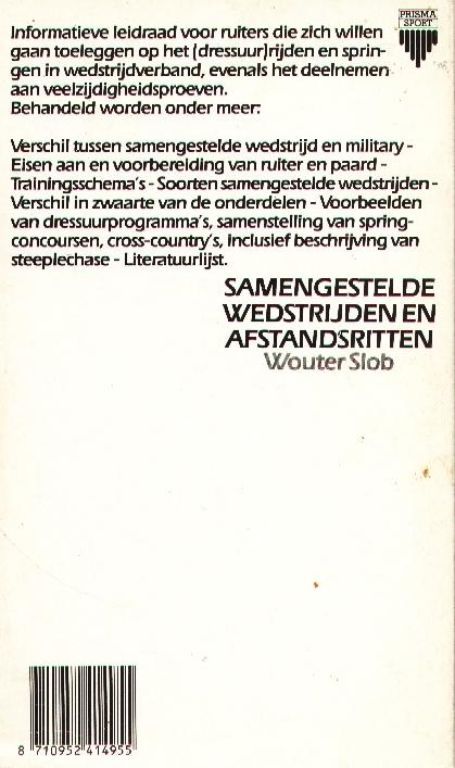 Informatieve leidraad voor ruiters die zich willen
gaan toeleggen op het (dressuur)rijden en sprin-
gen in wedstrijdverband, evenals het deelnemen
aan veelzijdigheidsproeven.
Behandeld worden onder meer:
PRISMA
SPORT
Verschil tussen samengestelde wedstrijd en military -
Eisen aan en voorbereiding van ruiter en paard -
Trainingsschema's - Soorten samengestelde wedstrijden -
Verschil in zwaarte van de onderdelen - Voorbeelden
van dressuurprogramma's, samenstelling van spring-
concoursen, cross-country's, inclusief beschrijving van
steeplechase - Literatuurlijst.
SAMENGESTELDE
WEDSTRIJDEN EN
AFSTANDSRITTEN
Wouter Slob
8 710952 414955